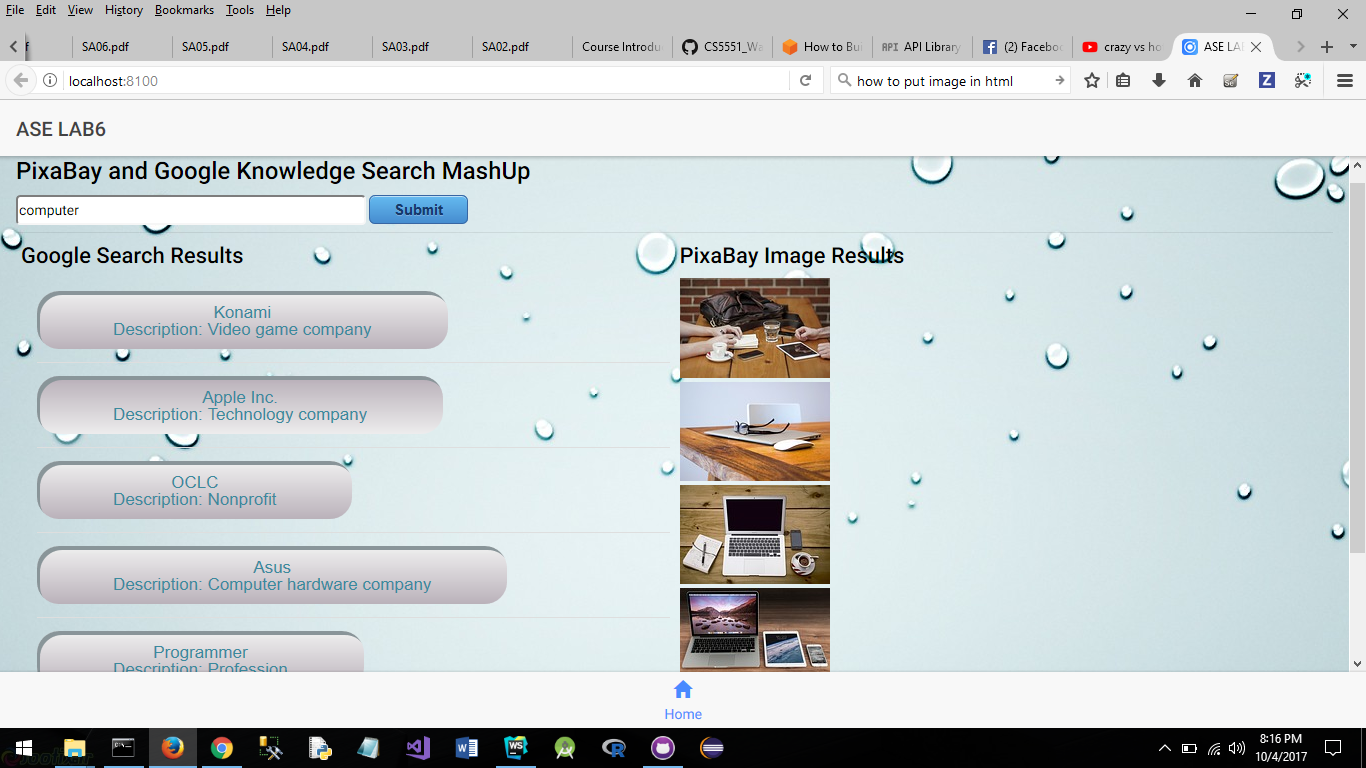 File Edit View History Bookmarks Tools Help
f SA06.pdf SA05.pdf SA04.pdf SA03.pdf SA02.pdf Course Introdu CS5551_Wa How to Bui API API Library (2) Faceboo crazy vs ho ASE LAB
localhost:8100 how to put image in html
ASE LAB6
PixaBay and Google Knowledge Search MashUp
computer Submit
Google Search Results
Konami
Description: Video game company
Apple Inc.
Description: Technology company
OCLC
Description: Nonprofit
Asus
Description: Computer hardware company
Programmer
Description: Profession
PixaBay Image Results
Home
8:16 PM
10/4/2017